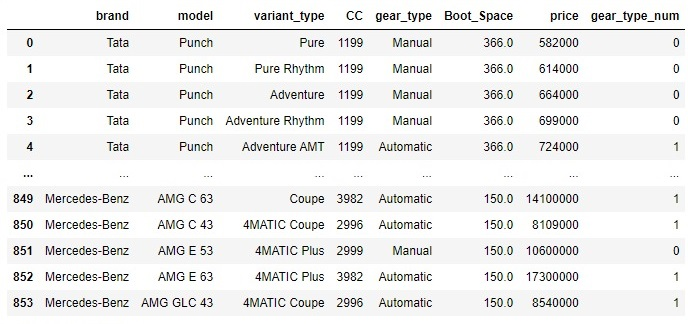 brand model variant_type CC gear_type Boot_Space price gear_type_num
0 Tata Punch Pure 1199 Manual 366.0 582000 0
1 Tata Punch Pure Rhythm 1199 Manual 366.0 614000 0
2 Tata Punch Adventure 1199 Manual 366.0 664000 0
3 Tata Punch Adventure Rhythm 1199 Manual 366.0 699000 0
4 Tata Punch Adventure AMT 1199 Automatic 366.0 724000 1
... ... ... ... ... ... ... ... ...
849 Mercedes-Benz AMG C 63 Coupe 3982 Automatic 150.0 14100000 1
850 Mercedes-Benz AMG C 43 4MATIC Coupe 2996 Automatic 150.0 8109000 1
851 Mercedes-Benz AMG E 53 4MATIC Plus 2999 Manual 150.0 10600000 0
852 Mercedes-Benz AMG E 63 4MATIC Plus 3982 Automatic 150.0 17300000 1
853 Mercedes-Benz AMG GLC 43 4MATIC Coupe 2996 Automatic 150.0 8540000 1